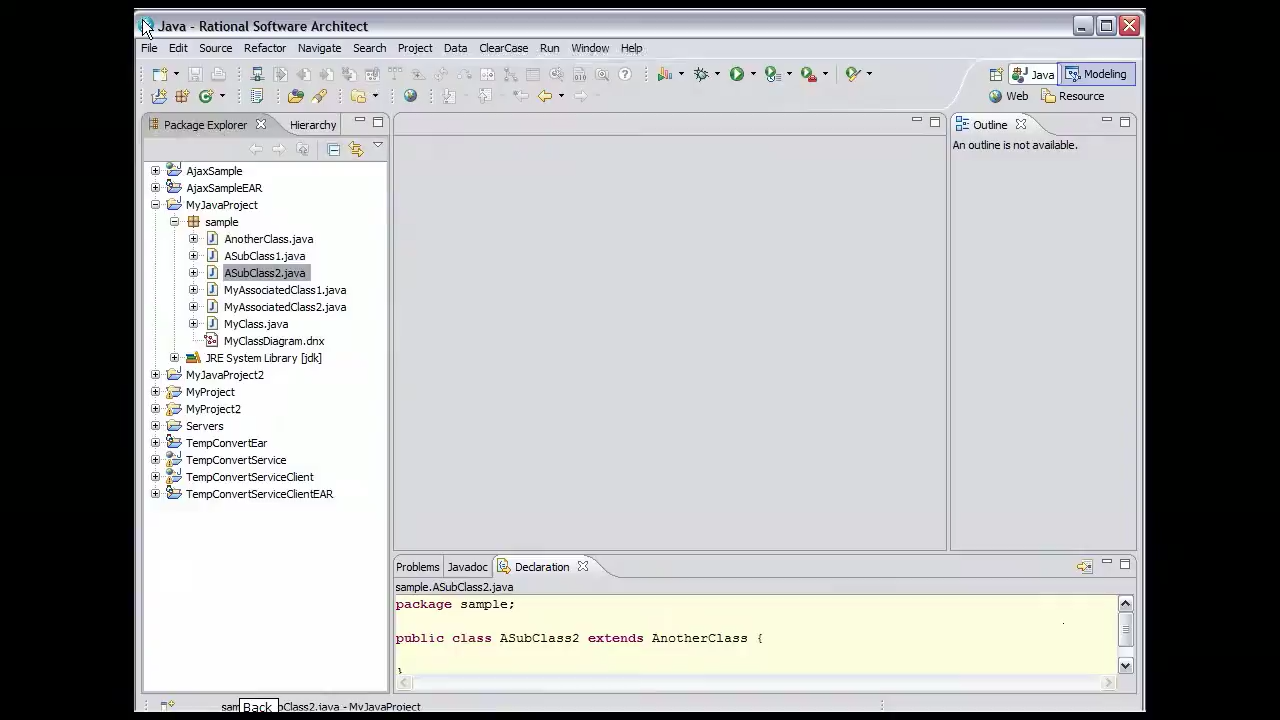 Java - Rational Software Architect
File Edit Source Refactor Navigate Search Project Data ClearCase Run Window Help
Java Modeling
Web Resource
Package Explorer Hierarchy
Outline
An outline is not available.
AjaxSample
AjaxSampleEAR
MyJavaProject
sample
AnotherClass.java
ASubClass1.java
ASubClass2.java
MyAssociatedClass1.java
MyAssociatedClass2.java
MyClass.java
MyClassDiagram.dnx
JRE System Library [jdk]
MyJavaProject2
MyProject
MyProject2
Servers
TempConvertEar
TempConvertService
TempConvertServiceClient
TempConvertServiceClientEAR
Problems Javadoc Declaration
sample.ASubClass2.java
package sample;
public class ASubClass2 extends AnotherClass {
}
Back
bClass2.java - MyJavaProject